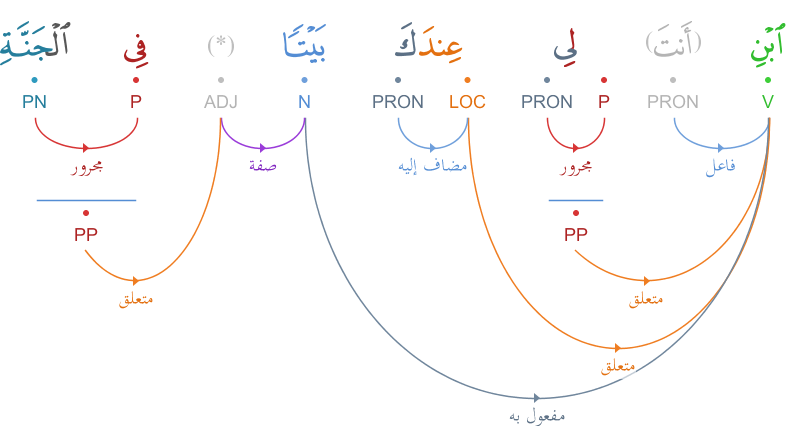 ٱبْنِ (أَنتَ) لِى عِندَكَ بَيْتًا (*) فِى ٱلْجَنَّةِ
V PRON P PRON LOC PRON N ADJ P PN
فاعل مجرور مضاف إليه صفة مجرور
PP PP
متعلق متعلق
متعلق
مفعول به